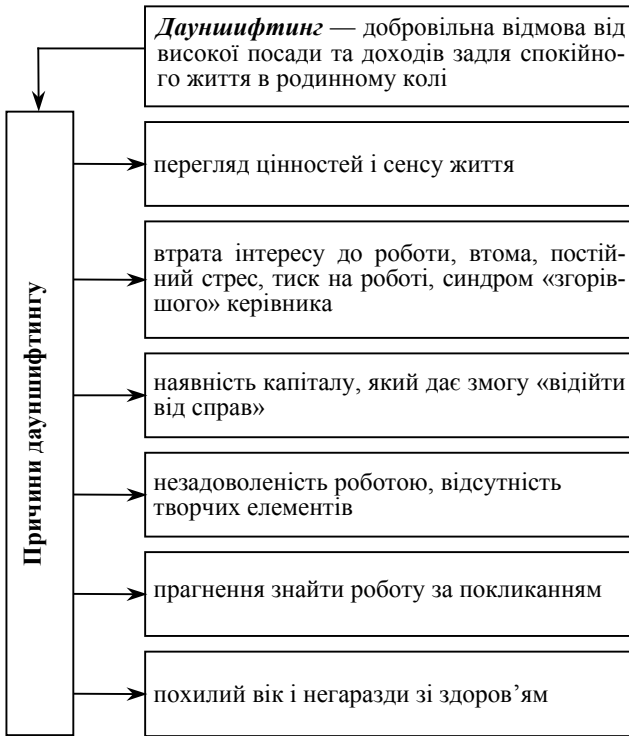 Дауншифтинг — добровільна відмова від
високої посади та доходів задля спокійно-
го життя в родинному колі
Причини дауншифтингу
перегляд цінностей і сенсу життя
втрата інтересу до роботи, втома, постій-
ний стрес, тиск на роботі, синдром «згорів-
шого» керівника
наявність капіталу, який дає змогу «відійти
від справ»
незадоволеність роботою, відсутність
творчих елементів
прагнення знайти роботу за покликанням
похилий вік і негаразди зі здоров’ям